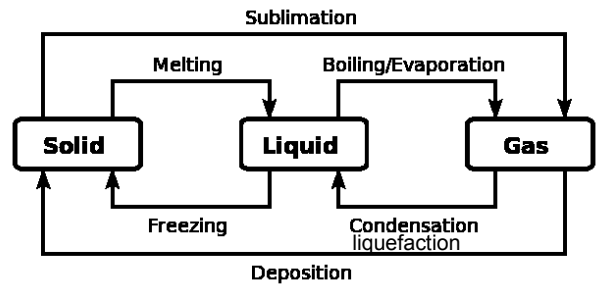 Sublimation
Melting
Boiling/Evaporation
Solid
Liquid
Gas
Freezing
Condensation
liquefaction
Deposition